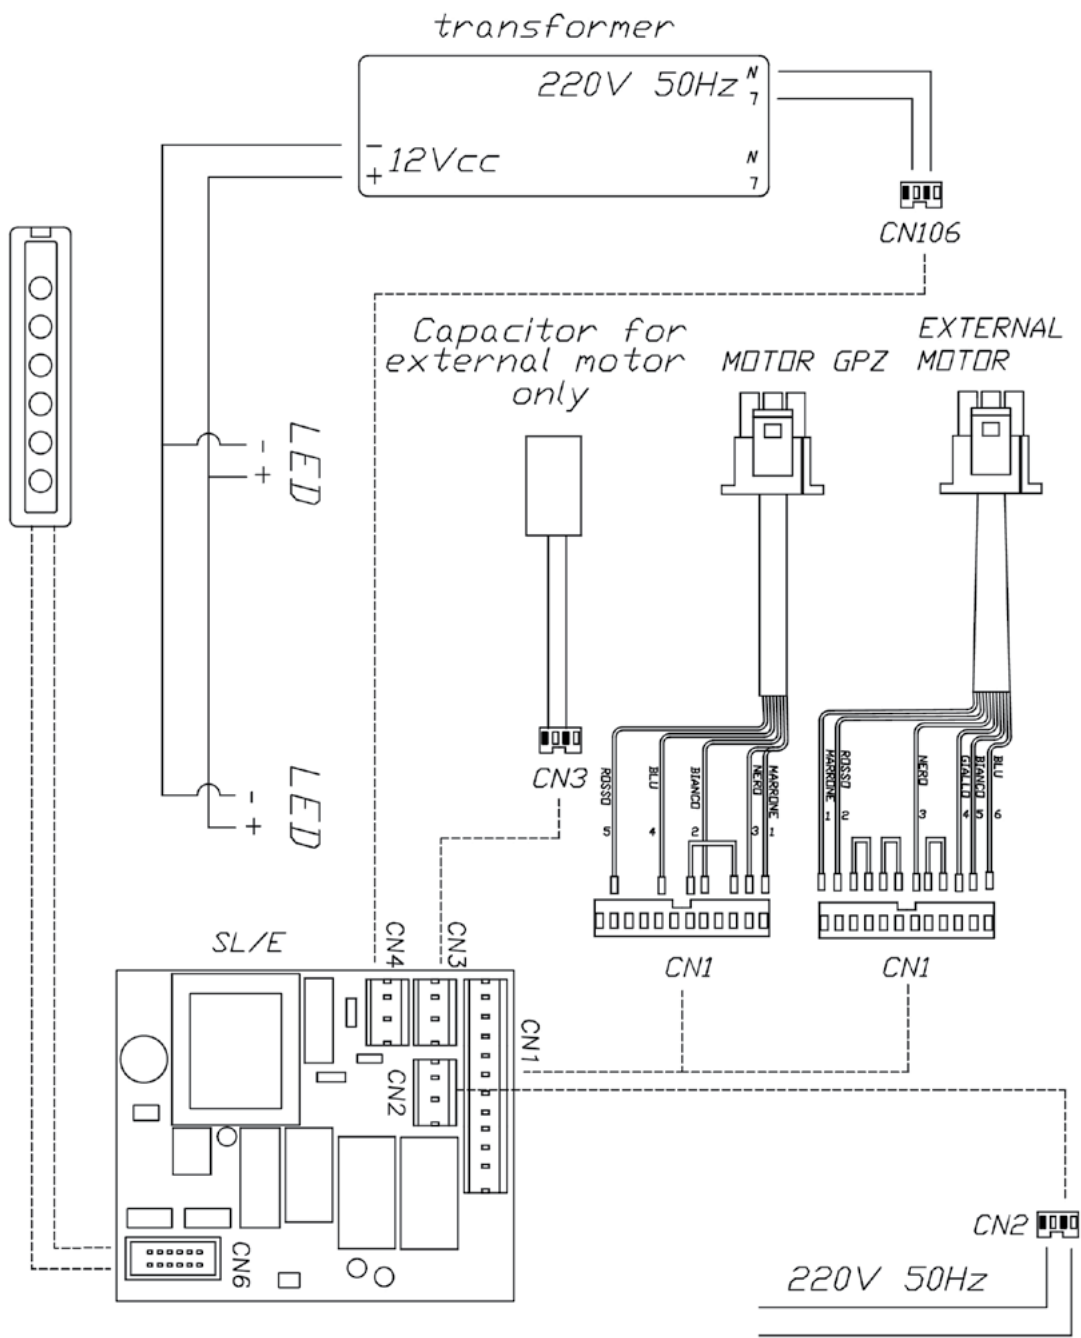 transformer
220V 50Hz
N
L
- 12Vcc
+
N
L
CN106
Capacitor for
external motor
only
MOTOR GPZ
EXTERNAL
MOTOR
LED
-
+
CN3
ROSSO 5
BLU 4
BIANCO 2
NERO 3
MARRONE 1
MARRONE 1
ROSSO 2
NERO 3
GIALLO 4
BIANCO 5
BLU 6
LED
-
+
CN1
CN1
SL/E
CN4
CN3
CN1
CN2
CN6
CN2
220V 50Hz